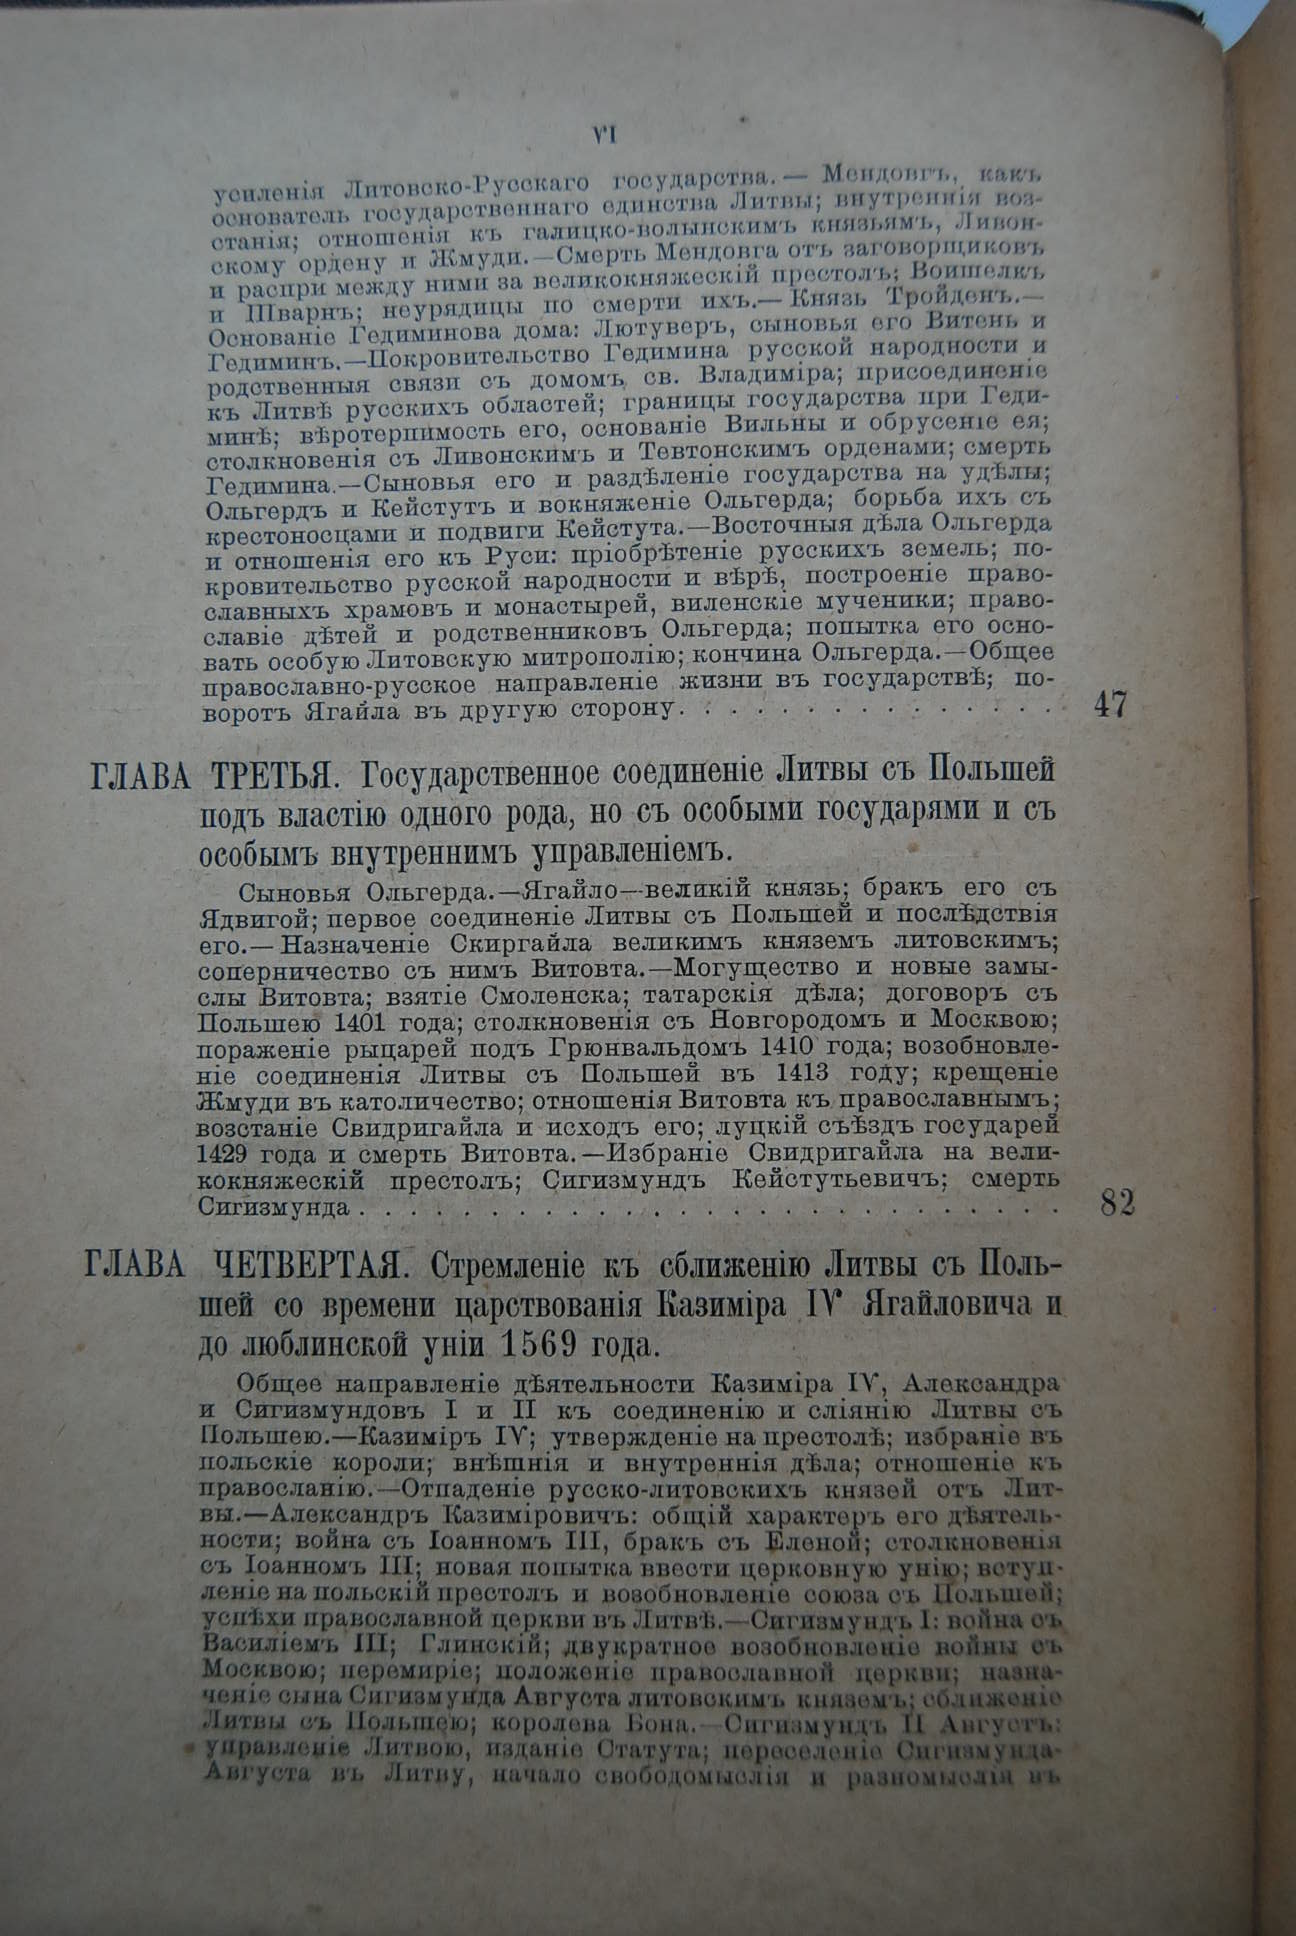 VI
усиленія Литовско-Русскаго государства. — Мендовгъ, какъ
основатель государственнаго единства Литвы; внутреннія воз-
станія; отношенія къ галицко-волынскимъ князьямъ, Ливон-
скому ордену и Жмуди.—Смерть Мендовга отъ заговорщиковъ
и распри между ними за великокняжескій престолъ; Воишелкъ
и Шварнъ; неурядицы по смерти ихъ.— Князь Тройденъ.—
Основаніе Гедиминова дома: Лютуверъ, сыновья его Витень и
Гедиминъ.—Покровительство Гедимина русской народности и
родственныя связи съ домомъ св. Владиміра; присоединеніе
къ Литвѣ русскихъ областей; границы государства при Геди-
минѣ; вѣротерпимость его, основаніе Вильны и обрусеніе ея;
столкновенія съ Ливонскимъ и Тевтонскимъ орденами; смерть
Гедимина.—Сыновья его и раздѣленіе государства на удѣлы;
Ольгердъ и Кейстутъ и вокняженіе Ольгерда; борьба ихъ съ
крестоносцами и подвиги Кейстута.—Восточныя дѣла Ольгерда
и отношенія его къ Руси: пріобрѣтеніе русскихъ земель; по-
кровительство русской народности и вѣрѣ, построеніе право-
славныхъ храмовъ и монастырей, виленскіе мученики; право-
славіе дѣтей и родственниковъ Ольгерда; попытка его осно-
вать особую Литовскую митрополію; кончина Ольгерда.—Общее
православно-русское направленіе жизни въ государствѣ; по-
воротъ Ягайла въ другую сторону. . . . . . . . . . . . . . . 47
ГЛАВА ТРЕТЬЯ. Государственное соединеніе Литвы съ Польшей
подъ властію одного рода, но съ особыми государями и съ
особымъ внутреннимъ управленіемъ.
Сыновья Ольгерда.—Ягайло—великій князь; бракъ его съ
Ядвигой; первое соединеніе Литвы съ Польшей и послѣдствія
его.— Назначеніе Скиргайла великимъ княземъ литовскимъ;
соперничество съ нимъ Витовта.—Могущество и новые замы-
слы Витовта; взятіе Смоленска; татарскія дѣла; договоръ съ
Польшею 1401 года; столкновенія съ Новгородомъ и Москвою;
пораженіе рыцарей подъ Грюнвальдомъ 1410 года; возобновле-
ніе соединенія Литвы съ Польшей въ 1413 году; крещеніе
Жмуди въ католичество; отношенія Витовта къ православнымъ;
возстаніе Свидригайла и исходъ его; луцкій съѣздъ государей
1429 года и смерть Витовта.—Избраніе Свидригайла на вели-
кокняжескій престолъ; Сигизмундъ Кейстутьевичъ; смерть
Сигизмунда . . . . . . . . . . . . . . . . . . . . . . . . . . . 82
ГЛАВА ЧЕТВЕРТАЯ. Стремленіе къ сближенію Литвы съ Поль-
шей со времени царствованія Казиміра IV Ягайловича и
до люблинской уніи 1569 года.
Общее направленіе дѣятельности Казиміра IV, Александра
и Сигизмундовъ I и II къ соединенію и сліянію Литвы съ
Польшею.—Казиміръ IV; утвержденіе на престолѣ; избраніе въ
польскіе короли; внѣшнія и внутреннія дѣла; отношеніе къ
православiю.—Отпаденіе русско-литовскихъ князей отъ Лит-
вы.—Александръ Казиміровичъ: общій характеръ его дѣятель-
ности; война съ Іоанномъ III, бракъ съ Еленой; столкновенія
съ Іоанномъ III; новая попытка ввести церковную унію; вступ-
леніе на польскій престолъ и возобновленіе союза съ Польшей;
успѣхи православной церкви въ Литвѣ.—Сигизмундъ I: война съ
Василіемъ III; Глинскій; двукратное возобновленіе войны съ
Москвою; перемиріе; положеніе православной церкви; назна-
ченіе сына Сигизмунда Августа литовскимъ княземъ; сближеніе
Литвы съ Польшею; королева Бона.—Сигизмундъ II Августъ:
управленіе Литвою, изданіе Статута; переселеніе Сигизмунда-
Августа въ Литву, начало свободомыслія и разномыслія въ